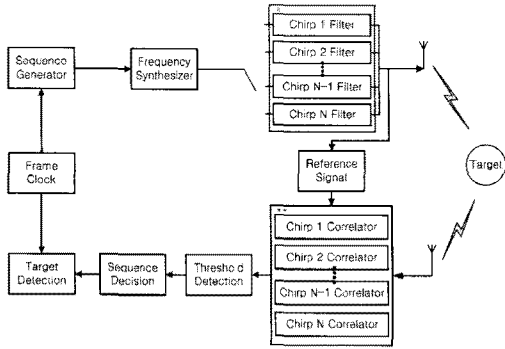 Chirp 1 Filter
Chirp 2 Filter
Chirp N-1 Filter
Chirp N Filter
Sequence
Generator
Frequency
Synthesizer
Frame
Clock
Reference
Signal
Target
Chirp 1 Correlator
Chirp 2 Correlator
Chirp N-1 Correlator
Chirp N Correlator
Target
Detection
Sequence
Decision
Threshold
Detection